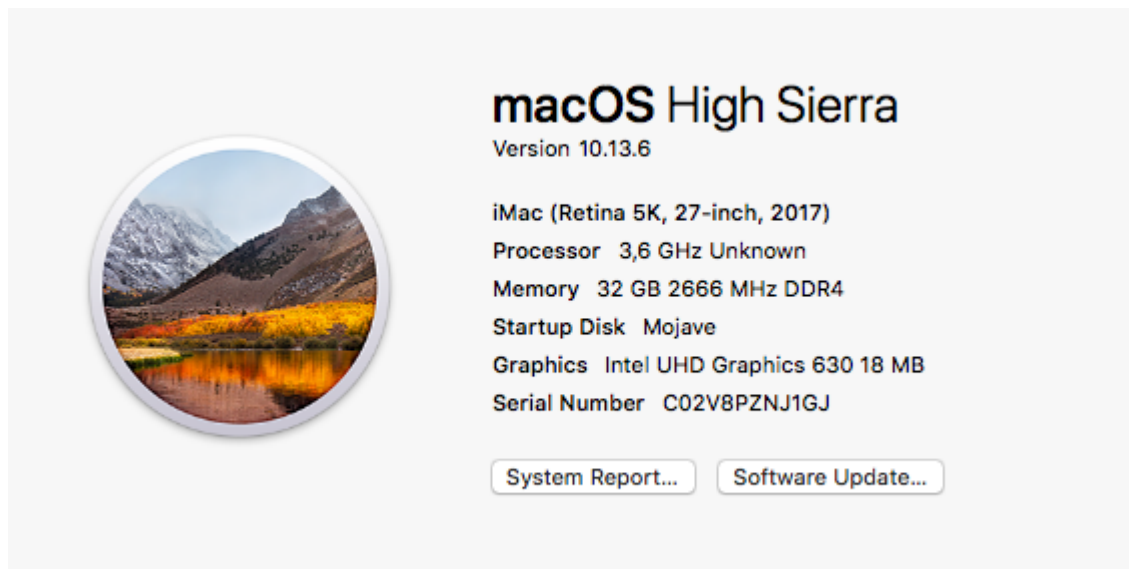 macOS High Sierra
Version 10.13.6
iMac (Retina 5K, 27-inch, 2017)
Processor 3,6 GHz Unknown
Memory 32 GB 2666 MHz DDR4
Startup Disk Mojave
Graphics Intel UHD Graphics 630 18 MB
Serial Number C02V8PZNJ1GJ
System Report... Software Update...